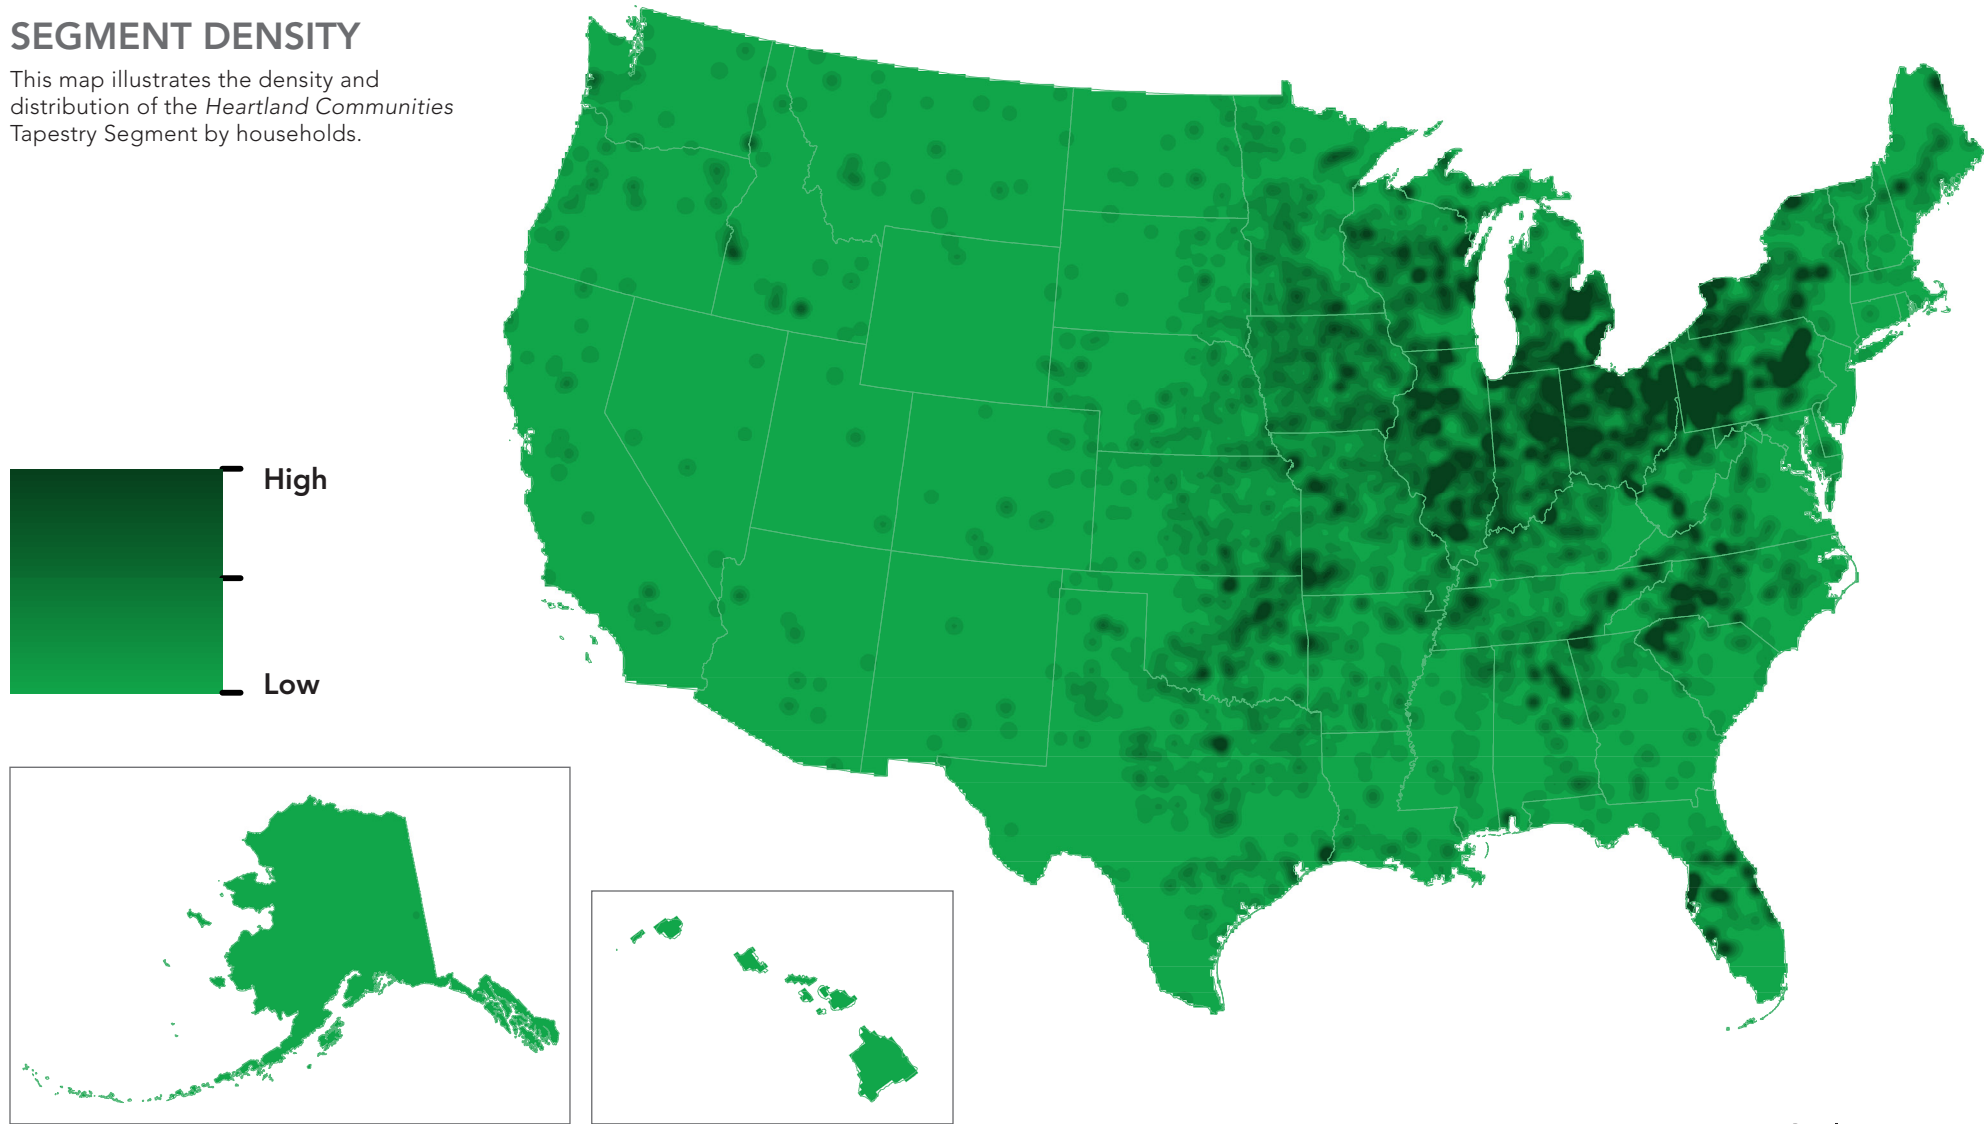 SEGMENT DENSITY
This map illustrates the density and
distribution of the Heartland Communities
Tapestry Segment by households.
High
Low